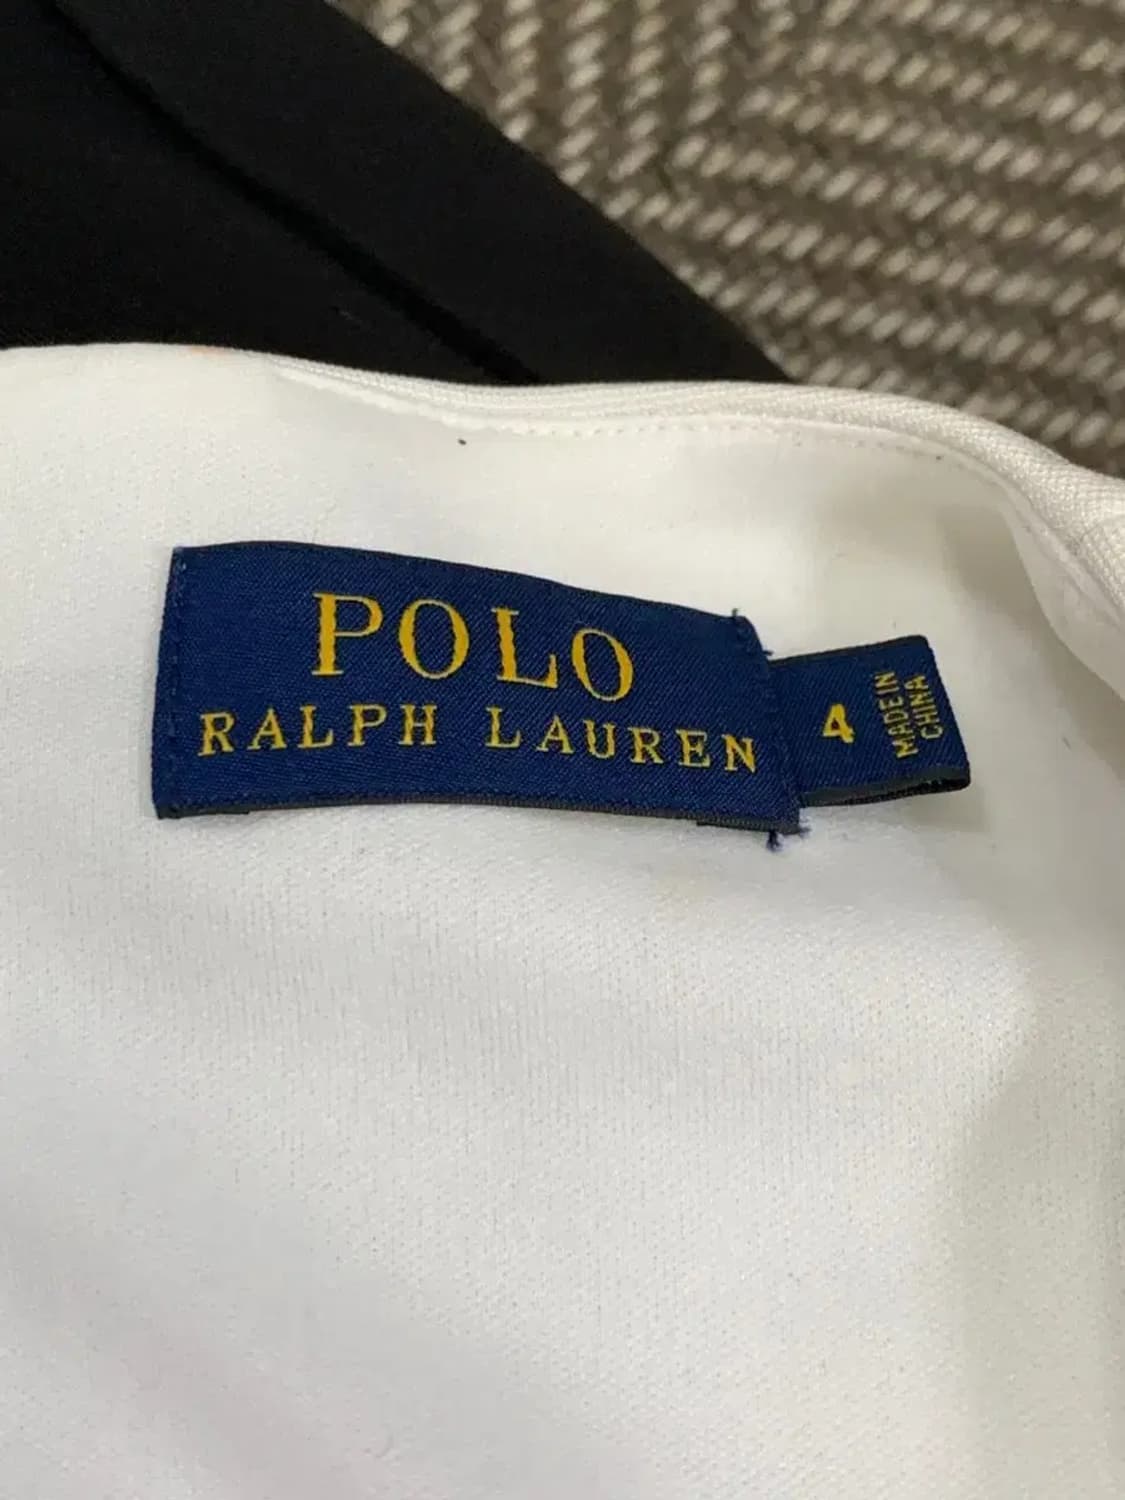 POLO
RALPH LAUREN
4
MADE IN
CHINA